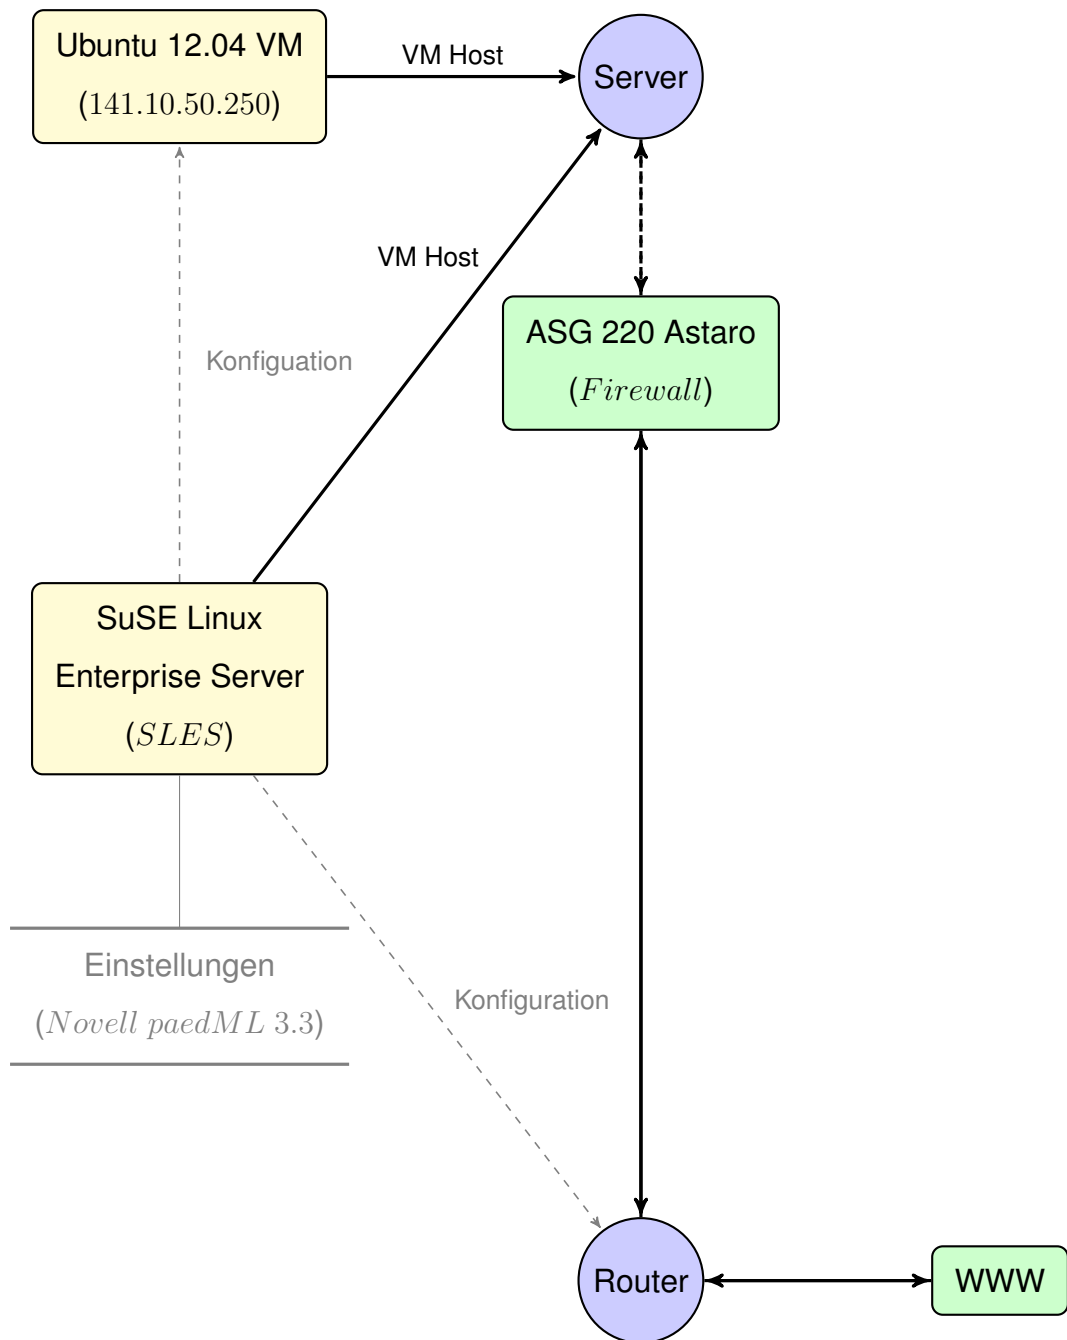 Ubuntu 12.04 VM
(141.10.50.250)
VM Host
Server
VM Host
ASG 220 Astaro
(Firewall)
Konfiguation
SuSE Linux
Enterprise Server
(SLES)
Einstellungen
(Novell paedML 3.3)
Konfiguration
Router
WWW